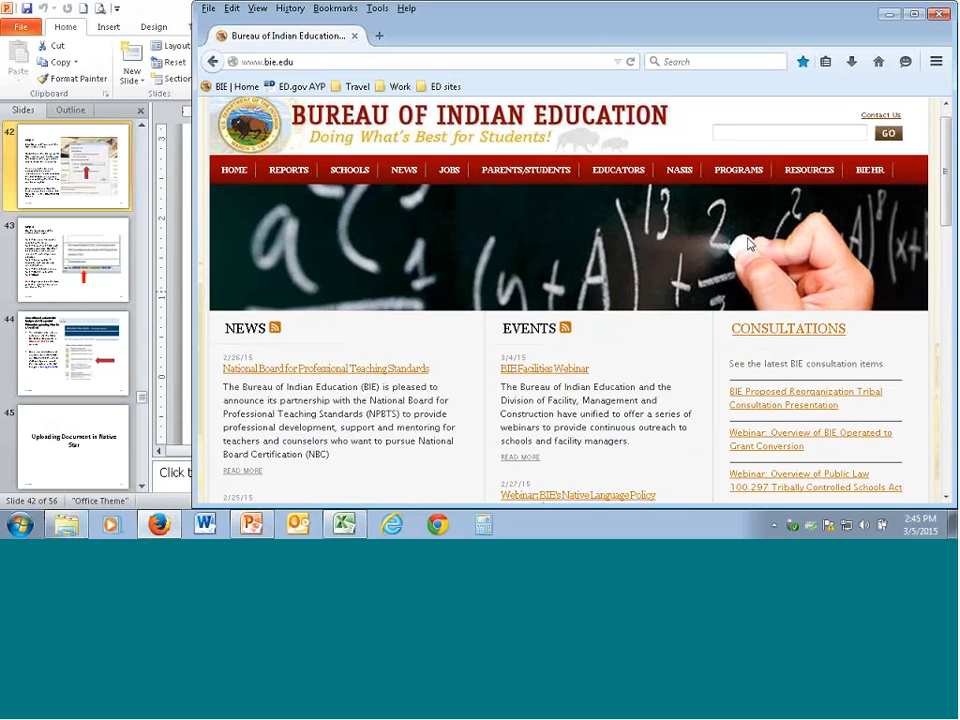 File Edit View History Bookmarks Tools Help
File Home Insert Design
Bureau of Indian Education...
Cut
Copy
Format Painter
Paste
New
Slide
Layout
Reset
Section
Clipboard
Slides
www.bie.edu
Search
BIE | Home ED.gov AYP Travel Work ED sites
Slides Outline
42
43
44
45
Uploading Document in Native
Star
BUREAU OF INDIAN EDUCATION
Doing What's Best for Students!
Contact Us
GO
HOME REPORTS SCHOOLS NEWS JOBS PARENTS/STUDENTS EDUCATORS NASIS PROGRAMS RESOURCES BIE HR
NEWS
2/26/15
National Board for Professional Teaching Standards
The Bureau of Indian Education (BIE) is pleased to
announce its partnership with the National Board for
Professional Teaching Standards (NPBTS) to provide
professional development, support and mentoring for
teachers and counselors who want to pursue National
Board Certification (NBC)
READ MORE
2/25/15
EVENTS
3/4/15
BIE Facilities Webinar
The Bureau of Indian Education and the
Division of Facility, Management and
Construction have unified to offer a series of
webinars to provide continuous outreach to
schools and facility managers.
READ MORE
2/27/15
Webinar: BIE's Native Language Policy
CONSULTATIONS
See the latest BIE consultation items
BIE Proposed Reorganization Tribal
Consultation Presentation
Webinar: Overview of BIE Operated to
Grant Conversion
Webinar: Overview of Public Law
100.297 Tribally Controlled Schools Act
Click t
Slide 42 of 56 "Office Theme"
2:45 PM
3/5/2015